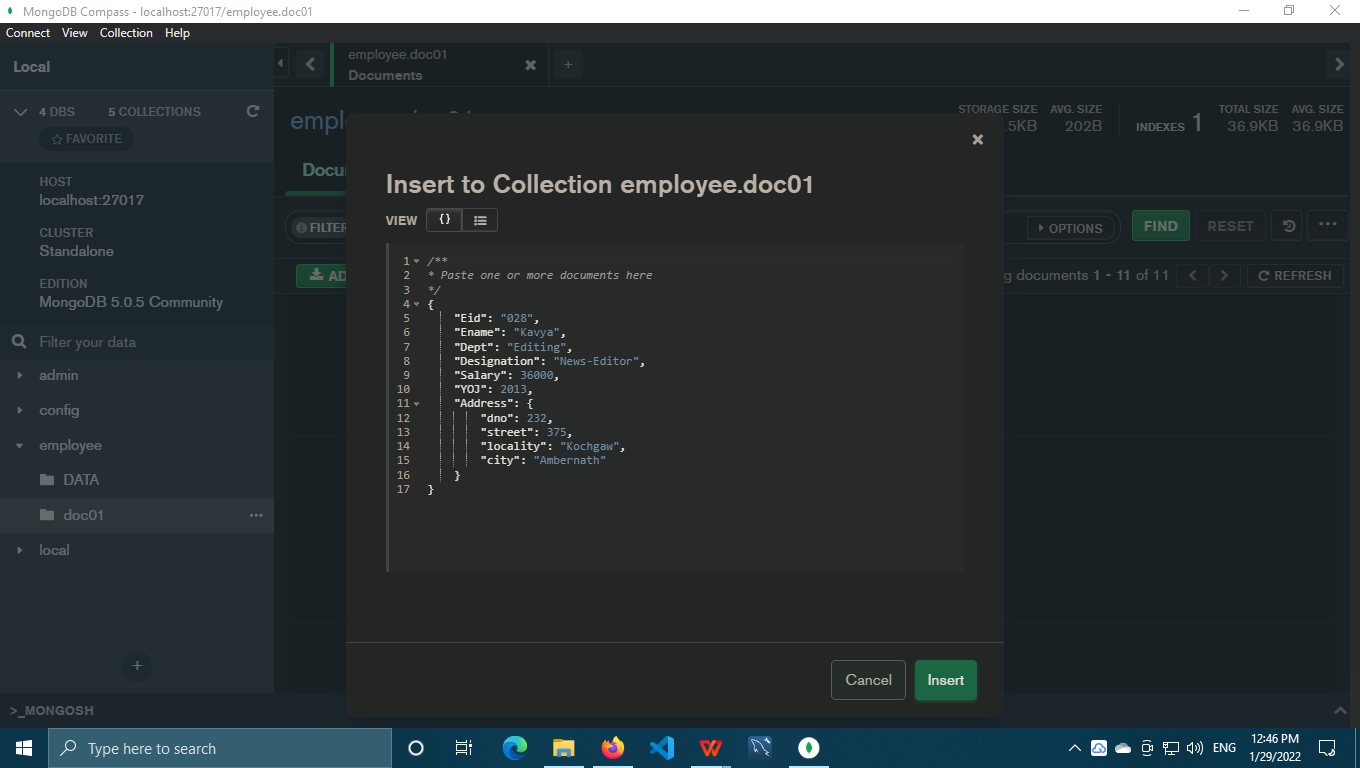 MongoDB Compass - localhost:27017/employee.doc01
Connect View Collection Help
Local
employee.doc01
Documents
4 DBS 5 COLLECTIONS
FAVORITE
HOST
localhost:27017
CLUSTER
Standalone
EDITION
MongoDB 5.0.5 Community
Filter your data
admin
config
employee
DATA
doc01
local
>_MONGOSH
STORAGE SIZE AVG. SIZE
.5KB 202B
INDEXES 1
TOTAL SIZE AVG. SIZE
36.9KB 36.9KB
FILTER
OPTIONS
FIND
RESET
documents 1 - 11 of 11
REFRESH
Insert to Collection employee.doc01
VIEW {}
1 /**
2 * Paste one or more documents here
3 */
4 {
5 "Eid": "028",
6 "Ename": "Kavya",
7 "Dept": "Editing",
8 "Designation": "News-Editor",
9 "Salary": 36000,
10 "YOJ": 2013,
11 "Address": {
12 "dno": 232,
13 "street": 375,
14 "locality": "Kochgaw",
15 "city": "Ambernath"
16 }
17 }
Cancel
Insert
Type here to search
ENG
12:46 PM
1/29/2022